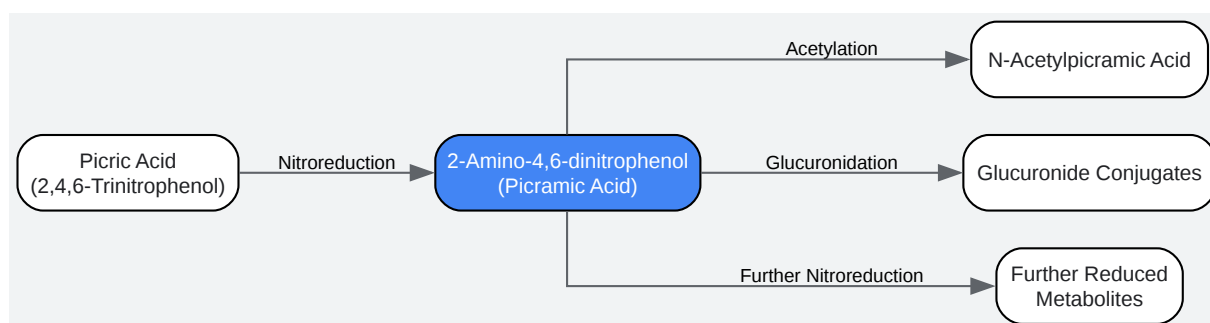 Acetylation
N-Acetylpicramic Acid
Picric Acid
(2,4,6-Trinitrophenol)
Nitroreduction
2-Amino-4,6-dinitrophenol
(Picramic Acid)
Glucuronidation
Glucuronide Conjugates
Further Nitroreduction
Further Reduced
Metabolites